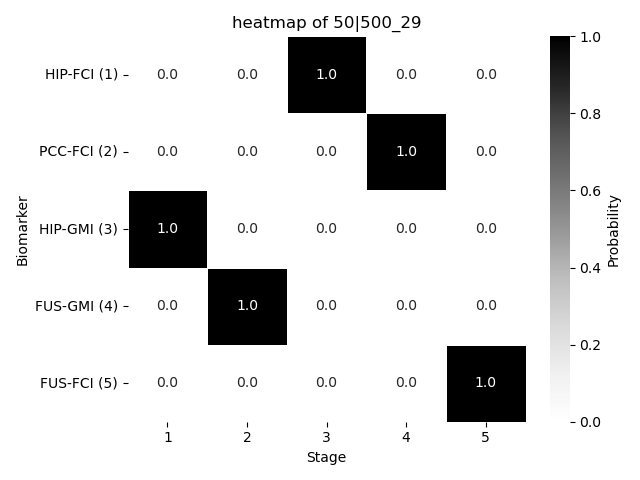 heatmap of 50|500_29
HIP-FCI (1) 0.0 0.0 1.0 0.0 0.0
PCC-FCI (2) 0.0 0.0 0.0 1.0 0.0
HIP-GMI (3) 1.0 0.0 0.0 0.0 0.0
FUS-GMI (4) 0.0 1.0 0.0 0.0 0.0
FUS-FCI (5) 0.0 0.0 0.0 0.0 1.0
1 2 3 4 5
Stage
Biomarker
1.0
0.8
0.6
0.4
0.2
0.0
Probability